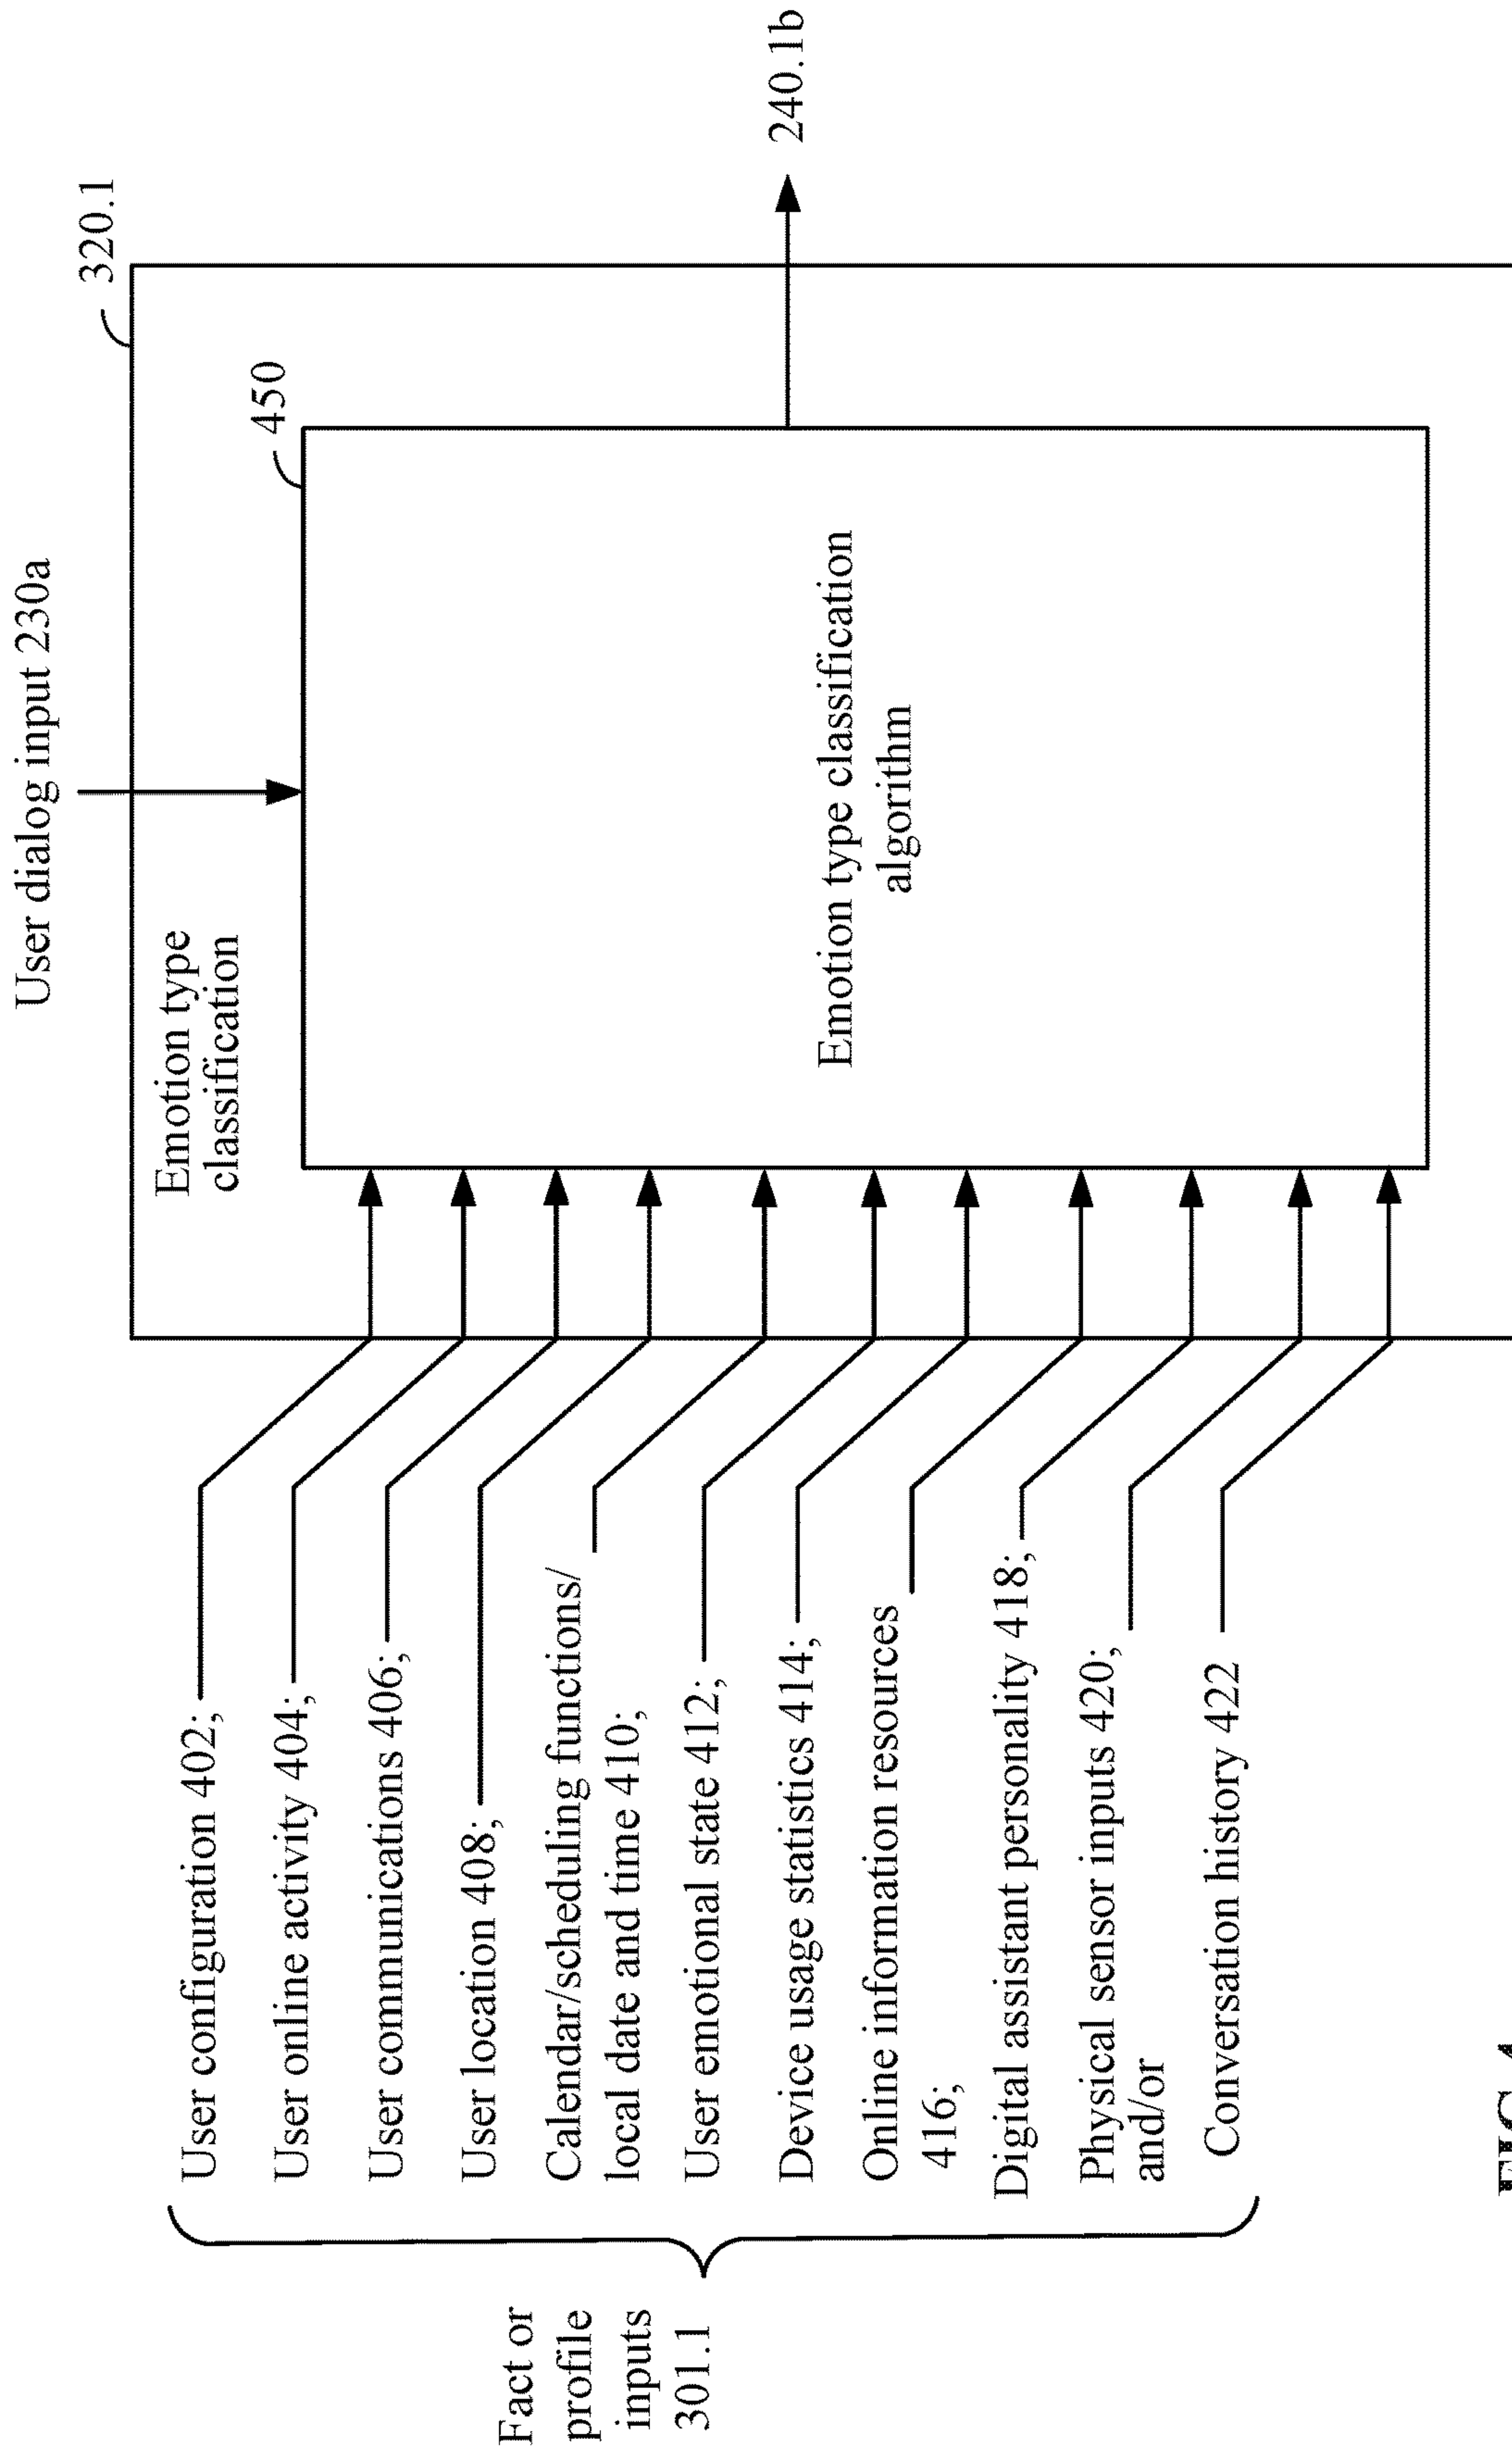 User dialog input 230a
320.1
Emotion type
classification
450
Emotion type classification
algorithm
240.1b
Fact or
profile
inputs
301.1
User configuration 402;
User online activity 404;
User communications 406;
User location 408;
Calendar/scheduling functions/
local date and time 410;
User emotional state 412;
Device usage statistics 414;
Online information resources
416;
Digital assistant personality 418;
Physical sensor inputs 420;
and/or
Conversation history 422